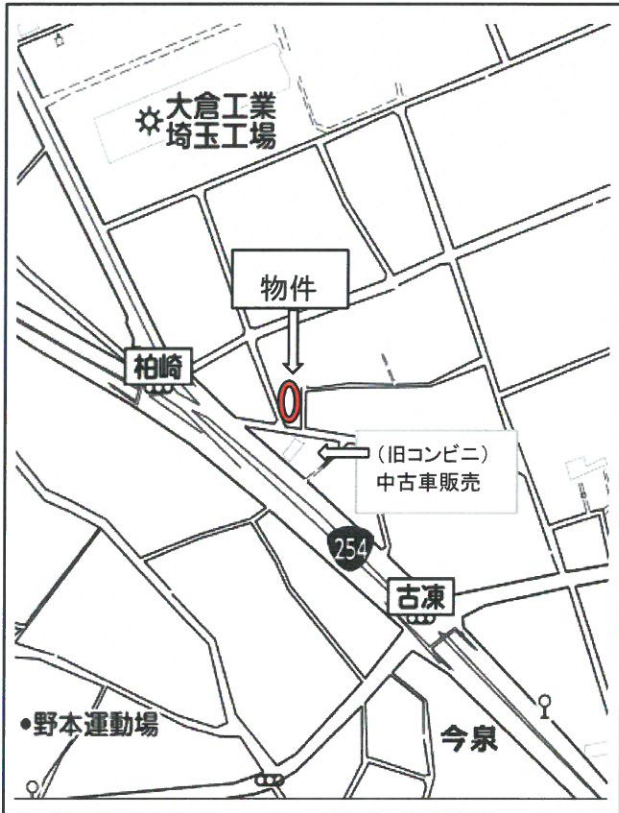 大倉工業
埼玉工場
物件
柏崎
(旧コンビニ)
中古車販売
254
古凍
•野本運動場
今泉